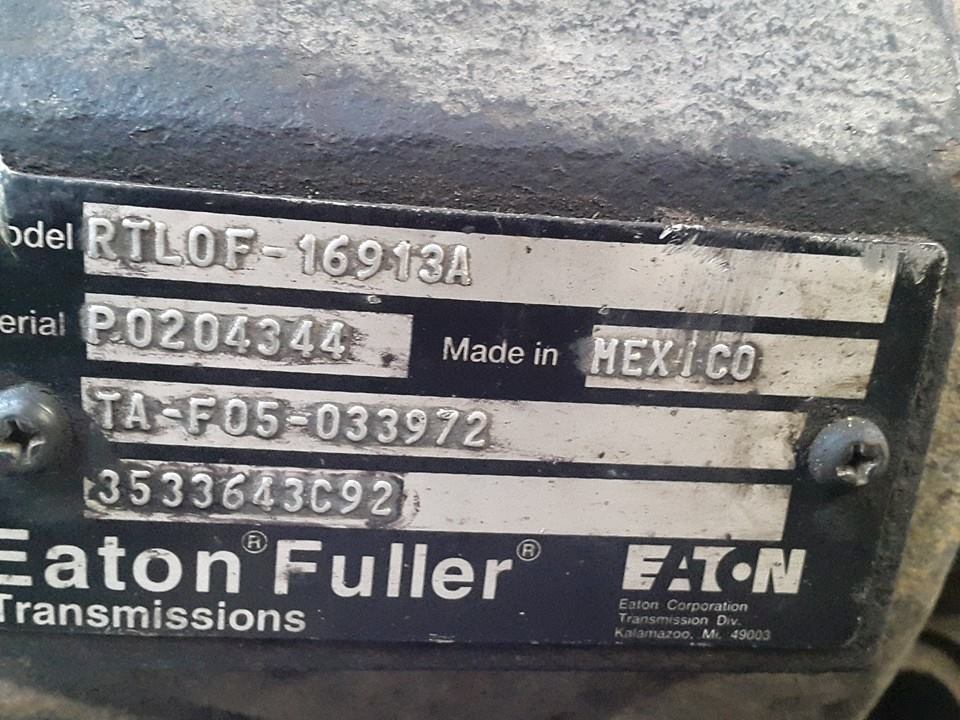 odel RTLOF-16913A
erial P0204344 Made in MEXICO
TA-F05-033972
3533643C92
Eaton® Fuller®
Transmissions
EATON
Eaton Corporation
Transmission Div.
Kalamazoo, Mi. 49003